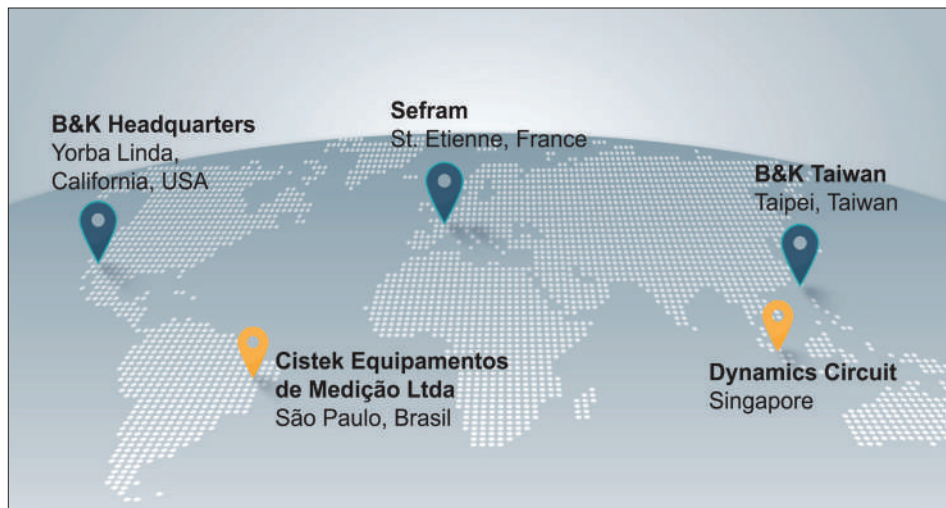 B&K Headquarters
Yorba Linda,
California, USA
Sefram
St. Etienne, France
B&K Taiwan
Taipei, Taiwan
Cistek Equipamentos
de Medição Ltda
São Paulo, Brasil
Dynamics Circuit
Singapore